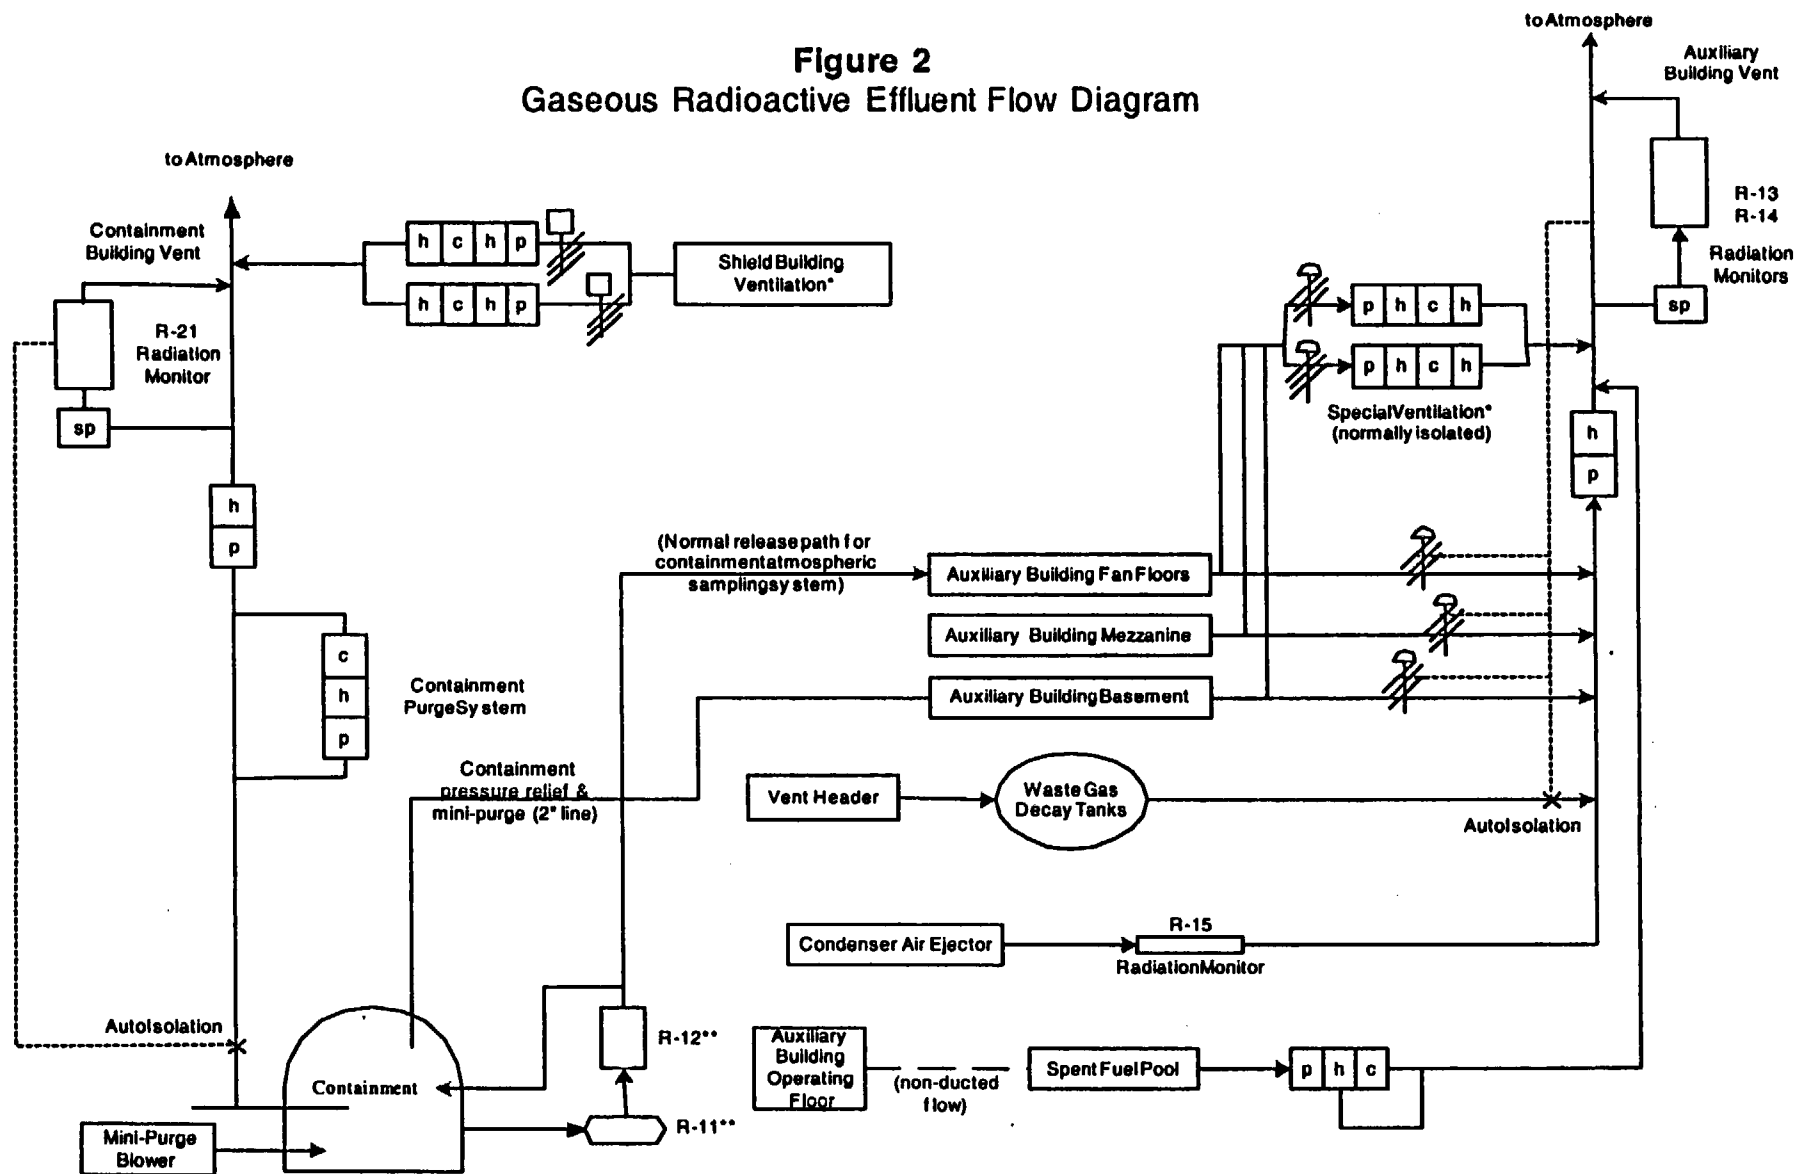 to Atmosphere
Figure 2
Gaseous Radioactive Effluent Flow Diagram
Auxiliary
Building Vent
to Atmosphere
Containment
Building Vent
R-13
R-14
Radiation
Monitors
h c h p
h c h p
Shield Building
Ventilation*
R-21
Radiation
Monitor
sp
sp
p h c h
p h c h
Special Ventilation*
(normally isolated)
h
p
h
p
(Normal release path for
containment atmospheric
sampling system)
Auxiliary Building Fan Floors
Auxiliary Building Mezzanine
Auxiliary Building Basement
c
h
p
Containment
Purge System
Containment
pressure relief &
mini-purge (2" line)
Vent Header
Waste Gas
Decay Tanks
Auto Isolation
Condenser Air Ejector
R-15
Radiation Monitor
Auto Isolation
R-12**
Auxiliary
Building
Operating
Floor
(non-ducted
flow)
Spent Fuel Pool
p h c
Containment
R-11**
Mini-Purge
Blower